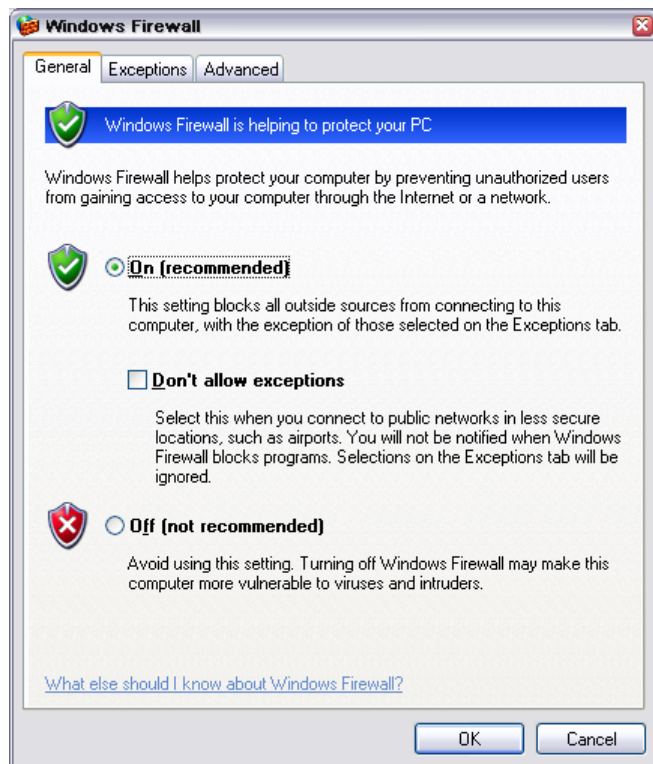 Windows Firewall
General Exceptions Advanced
Windows Firewall is helping to protect your PC
Windows Firewall helps protect your computer by preventing unauthorized users
from gaining access to your computer through the Internet or a network.
On (recommended)
This setting blocks all outside sources from connecting to this
computer, with the exception of those selected on the Exceptions tab.
Don't allow exceptions
Select this when you connect to public networks in less secure
locations, such as airports. You will not be notified when Windows
Firewall blocks programs. Selections on the Exceptions tab will be
ignored.
Off (not recommended)
Avoid using this setting. Turning off Windows Firewall may make this
computer more vulnerable to viruses and intruders.
What else should I know about Windows Firewall?
OK Cancel